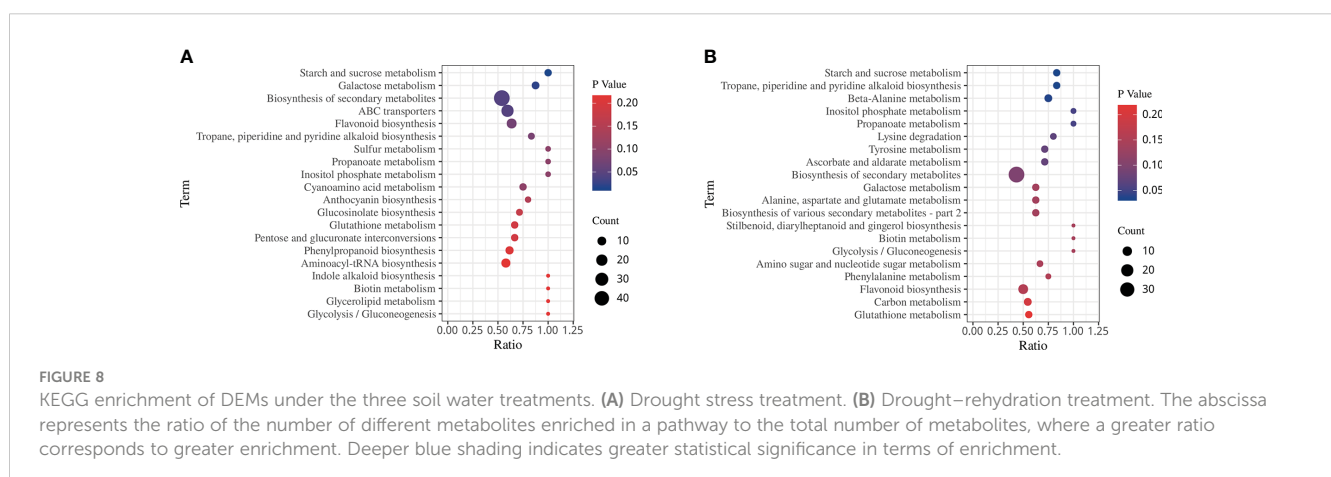 A
Starch and sucrose metabolism
Galactose metabolism
Biosynthesis of secondary metabolites
ABC transporters
Flavonoid biosynthesis
Tropane, piperidine and pyridine alkaloid biosynthesis
Sulfur metabolism
Propanoate metabolism
Inositol phosphate metabolism
Cyanoamino acid metabolism
Anthocyanin biosynthesis
Glucosinolate biosynthesis
Glutathione metabolism
Pentose and glucuronate interconversions
Phenylpropanoid biosynthesis
Aminoacyl-tRNA biosynthesis
Indole alkaloid biosynthesis
Biotin metabolism
Glycerolipid metabolism
Glycolysis / Gluconeogenesis
Term
0.00 0.25 0.50 0.75 1.00 1.25
Ratio
P Value
0.20
0.15
0.10
0.05
Count
10
20
30
40
B
Starch and sucrose metabolism
Tropane, piperidine and pyridine alkaloid biosynthesis
Beta-Alanine metabolism
Inositol phosphate metabolism
Propanoate metabolism
Lysine degradation
Tyrosine metabolism
Ascorbate and aldarate metabolism
Biosynthesis of secondary metabolites
Galactose metabolism
Alanine, aspartate and glutamate metabolism
Biosynthesis of various secondary metabolites - part 2
Stilbenoid, diarylheptanoid and gingerol biosynthesis
Biotin metabolism
Glycolysis / Gluconeogenesis
Amino sugar and nucleotide sugar metabolism
Phenylalanine metabolism
Flavonoid biosynthesis
Carbon metabolism
Glutathione metabolism
Term
0.00 0.25 0.50 0.75 1.00 1.25
Ratio
P Value
0.20
0.15
0.10
0.05
Count
10
20
30
FIGURE 8
KEGG enrichment of DEMs under the three soil water treatments. (A) Drought stress treatment. (B) Drought–rehydration treatment. The abscissa
represents the ratio of the number of different metabolites enriched in a pathway to the total number of metabolites, where a greater ratio
corresponds to greater enrichment. Deeper blue shading indicates greater statistical significance in terms of enrichment.